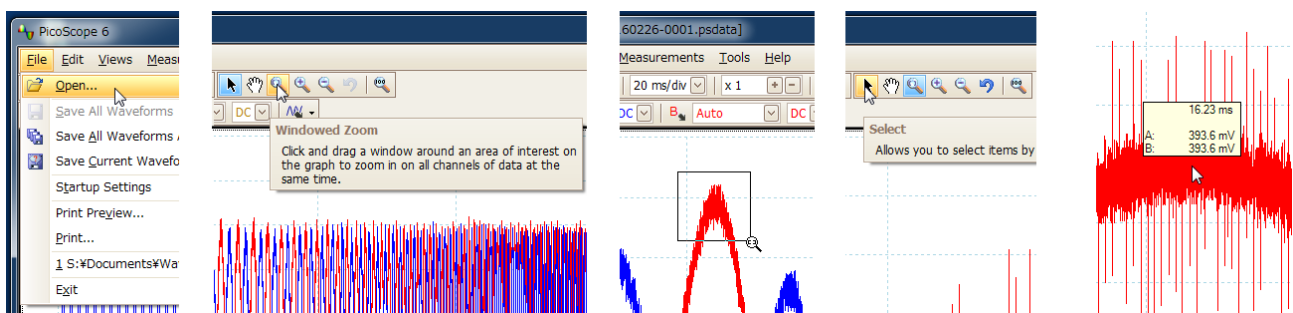 PicoScope 6
File Edit Views Measu
Open...
Save All Waveforms
Save All Waveforms A
Save Current Wavefo
Startup Settings
Print Preview...
Print...
1 S:¥Documents¥Wa
Exit
DC
Windowed Zoom
Click and drag a window around an area of interest on
the graph to zoom in on all channels of data at the
same time.
60226-0001.psdata]
Measurements Tools Help
20 ms/div x 1
DC B Auto DC
Select
Allows you to select items by
16.23 ms
A: 393.6 mV
B: 393.6 mV